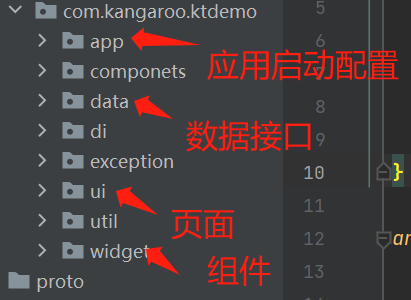 com.kangaroo.ktdemo
app
应用启动配置
componets
data
数据接口
di
exception
ui
页面
util
widget
组件
proto
5
6
8
9
10 }
11
12 ar
13